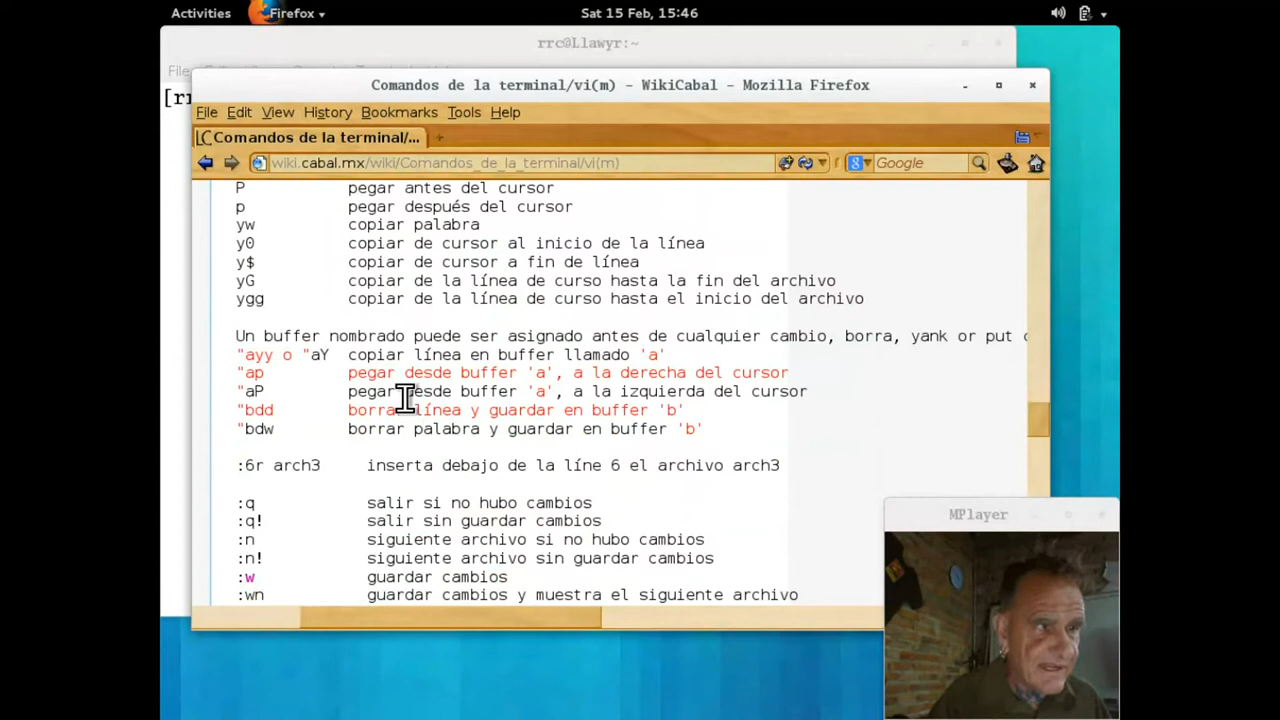 Activities Firefox Sat 15 Feb, 15:46
rrc@Llawyr:~
File
[rr
Comandos de la terminal/vi(m) - WikiCabal - Mozilla Firefox
File Edit View History Bookmarks Tools Help
Comandos de la terminal/...
wiki.cabal.mx/wiki/Comandos_de_la_terminal/vi(m) Google
P pegar antes del cursor
p pegar después del cursor
yw copiar palabra
y0 copiar de cursor al inicio de la línea
y$ copiar de cursor a fin de línea
yG copiar de la línea de curso hasta la fin del archivo
ygg copiar de la línea de curso hasta el inicio del archivo
Un buffer nombrado puede ser asignado antes de cualquier cambio, borra, yank or put
"ayy o "aY copiar línea en buffer llamado 'a'
"ap pegar desde buffer 'a', a la derecha del cursor
"aP pegar desde buffer 'a', a la izquierda del cursor
"bdd borrar línea y guardar en buffer 'b'
"bdw borrar palabra y guardar en buffer 'b'
:6r arch3 inserta debajo de la líne 6 el archivo arch3
:q salir si no hubo cambios
:q! salir sin guardar cambios
:n siguiente archivo si no hubo cambios
:n! siguiente archivo sin guardar cambios
:w guardar cambios
:wn guardar cambios y muestra el siguiente archivo
MPlayer